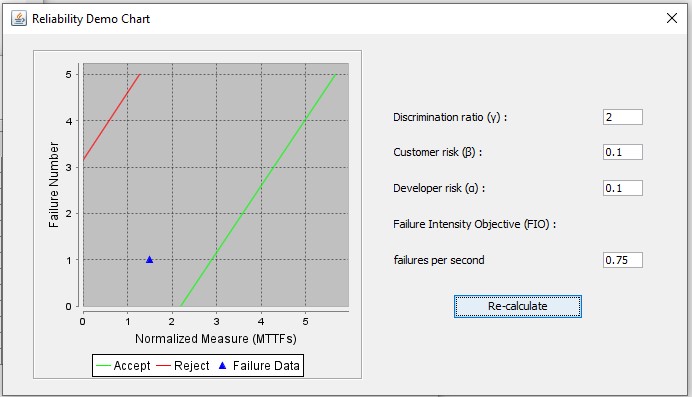 Reliability Demo Chart
5
4
3
2
1
0
Failure Number
0 1 2 3 4 5
Normalized Measure (MTTFs)
Accept Reject Failure Data
Discrimination ratio (γ) : 2
Customer risk (β) : 0.1
Developer risk (α) : 0.1
Failure Intensity Objective (FIO) :
failures per second 0.75
Re-calculate